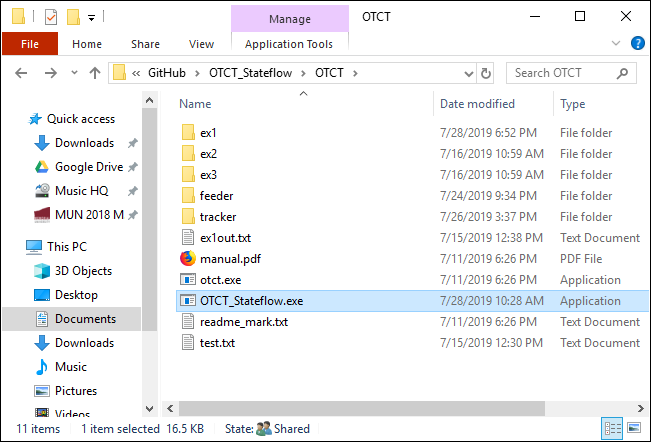 Manage
OTCT
File
Home
Share
View
Application Tools
GitHub
OTCT_Stateflow
OTCT
Search OTCT
Quick access
Downloads
Google Drive
Music HQ
MUN 2018 M
This PC
3D Objects
Desktop
Documents
Downloads
Music
Pictures
Videos
Name Date modified Type
ex1 7/28/2019 6:52 PM File folder
ex2 7/16/2019 10:59 AM File folder
ex3 7/16/2019 10:59 AM File folder
feeder 7/24/2019 9:34 PM File folder
tracker 7/26/2019 3:37 PM File folder
ex1out.txt 7/15/2019 12:38 PM Text Document
manual.pdf 7/11/2019 6:26 PM PDF File
otct.exe 7/11/2019 6:26 PM Application
OTCT_Stateflow.exe 7/28/2019 10:28 AM Application
readme_mark.txt 7/11/2019 6:26 PM Text Document
test.txt 7/15/2019 12:30 PM Text Document
11 items 1 item selected 16.5 KB State: Shared